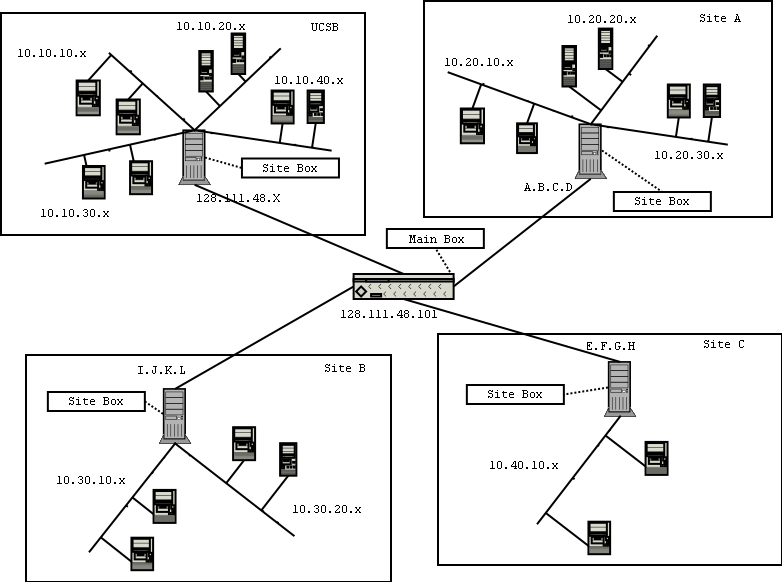 UCSB
10.10.20.x
10.10.10.x
10.10.40.x
Site Box
10.10.30.x
128.111.48.X
Site A
10.20.20.x
10.20.10.x
10.20.30.x
A.B.C.D
Site Box
Main Box
128.111.48.101
I.J.K.L
Site B
Site Box
10.30.10.x
10.30.20.x
E.F.G.H
Site C
Site Box
10.40.10.x